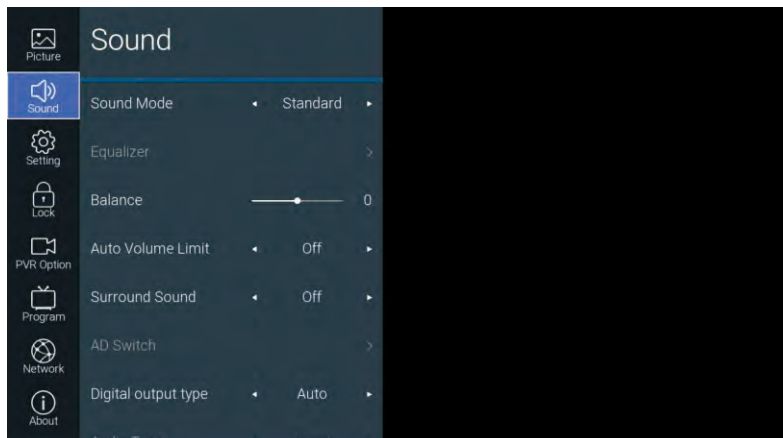 Picture
Sound
Setting
Lock
PVR Option
Program
Network
About
Sound
Sound Mode Standard
Equalizer
Balance 0
Auto Volume Limit Off
Surround Sound Off
AD Switch
Digital output type Auto